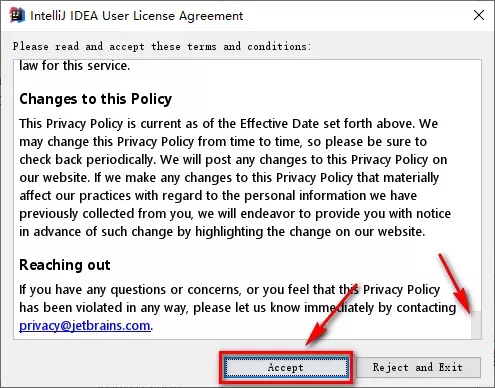 IntelliJ IDEA User License Agreement
Please read and accept these terms and conditions:
law for this service.
Changes to this Policy
This Privacy Policy is current as of the Effective Date set forth above. We
may change this Privacy Policy from time to time, so please be sure to
check back periodically. We will post any changes to this Privacy Policy on
our website. If we make any changes to this Privacy Policy that materially
affect our practices with regard to the personal information we have
previously collected from you, we will endeavor to provide you with notice
in advance of such change by highlighting the change on our website.
Reaching out
If you have any questions or concerns, or you feel that this Privacy Policy
has been violated in any way, please let us know immediately by contacting
privacy@jetbrains.com.
Accept
Reject and Exit